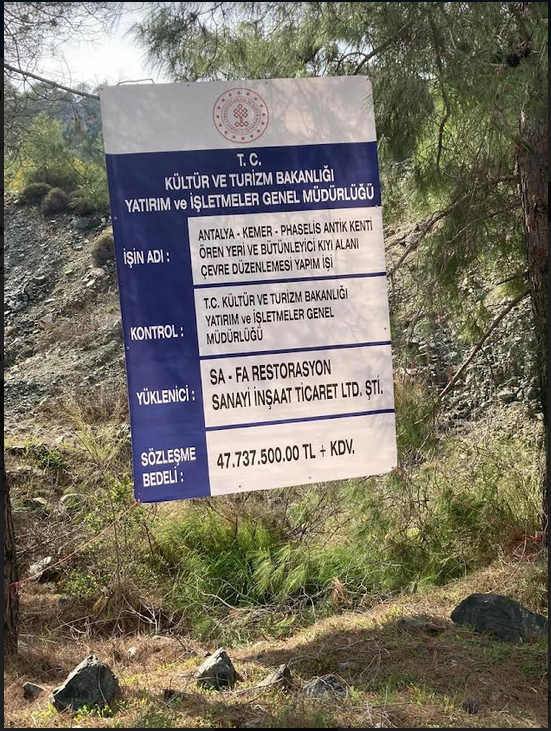 T. C.
KÜLTÜR VE TURİZM BAKANLIĞI
YATIRIM ve İŞLETMELER GENEL MÜDÜRLÜĞÜ
İŞİN ADI :
ANTALYA - KEMER - PHASELIS ANTİK KENTİ
ÖREN YERİ VE BÜTÜNLEYİCİ KIYI ALANI
ÇEVRE DÜZENLEMESİ YAPIM İŞİ
KONTROL :
T.C. KÜLTÜR VE TURİZM BAKANLIĞI
YATIRIM ve İŞLETMELER GENEL
MÜDÜRLÜĞÜ
YÜKLENİCİ :
SA - FA RESTORASYON
SANAYİ İNŞAAT TİCARET LTD. ŞTİ.
SÖZLEŞME
BEDELİ :
47.737.500.00 TL + KDV.